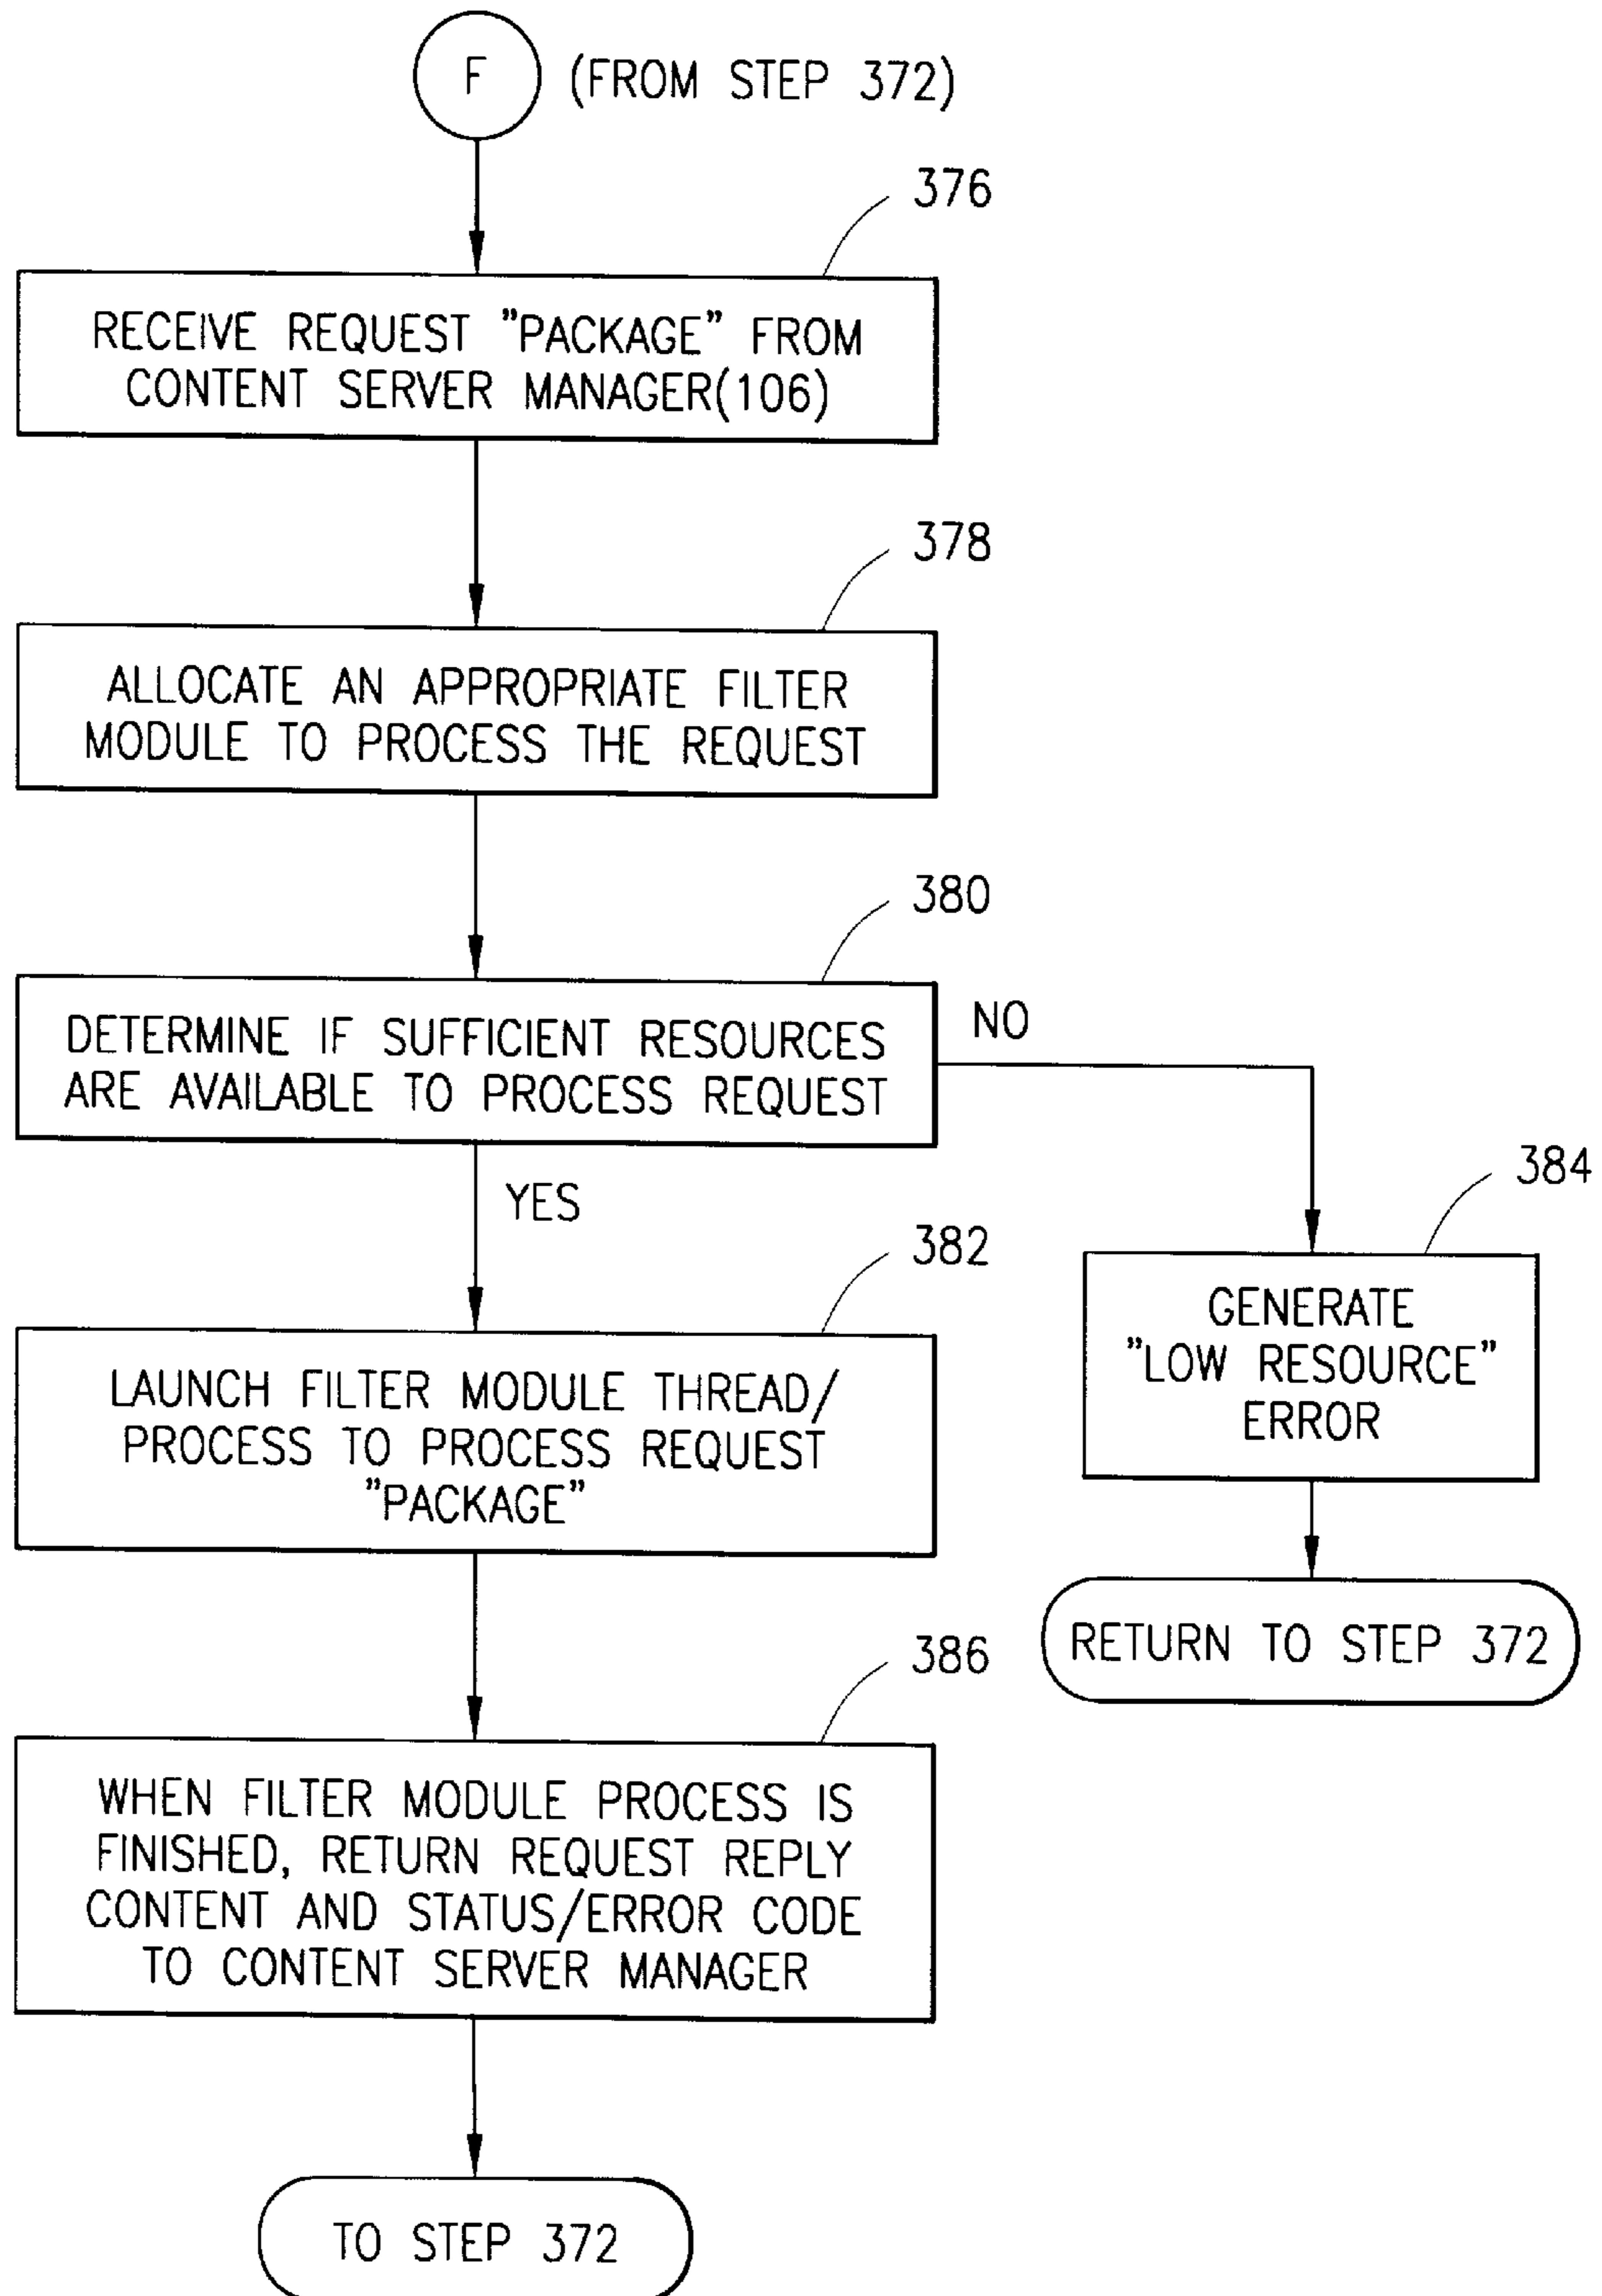 F (FROM STEP 372)
376
RECEIVE REQUEST "PACKAGE" FROM
CONTENT SERVER MANAGER(106)
378
ALLOCATE AN APPROPRIATE FILTER
MODULE TO PROCESS THE REQUEST
380
DETERMINE IF SUFFICIENT RESOURCES
ARE AVAILABLE TO PROCESS REQUEST
NO
YES
382
LAUNCH FILTER MODULE THREAD/
PROCESS TO PROCESS REQUEST
"PACKAGE"
384
GENERATE
"LOW RESOURCE"
ERROR
RETURN TO STEP 372
386
WHEN FILTER MODULE PROCESS IS
FINISHED, RETURN REQUEST REPLY
CONTENT AND STATUS/ERROR CODE
TO CONTENT SERVER MANAGER
TO STEP 372